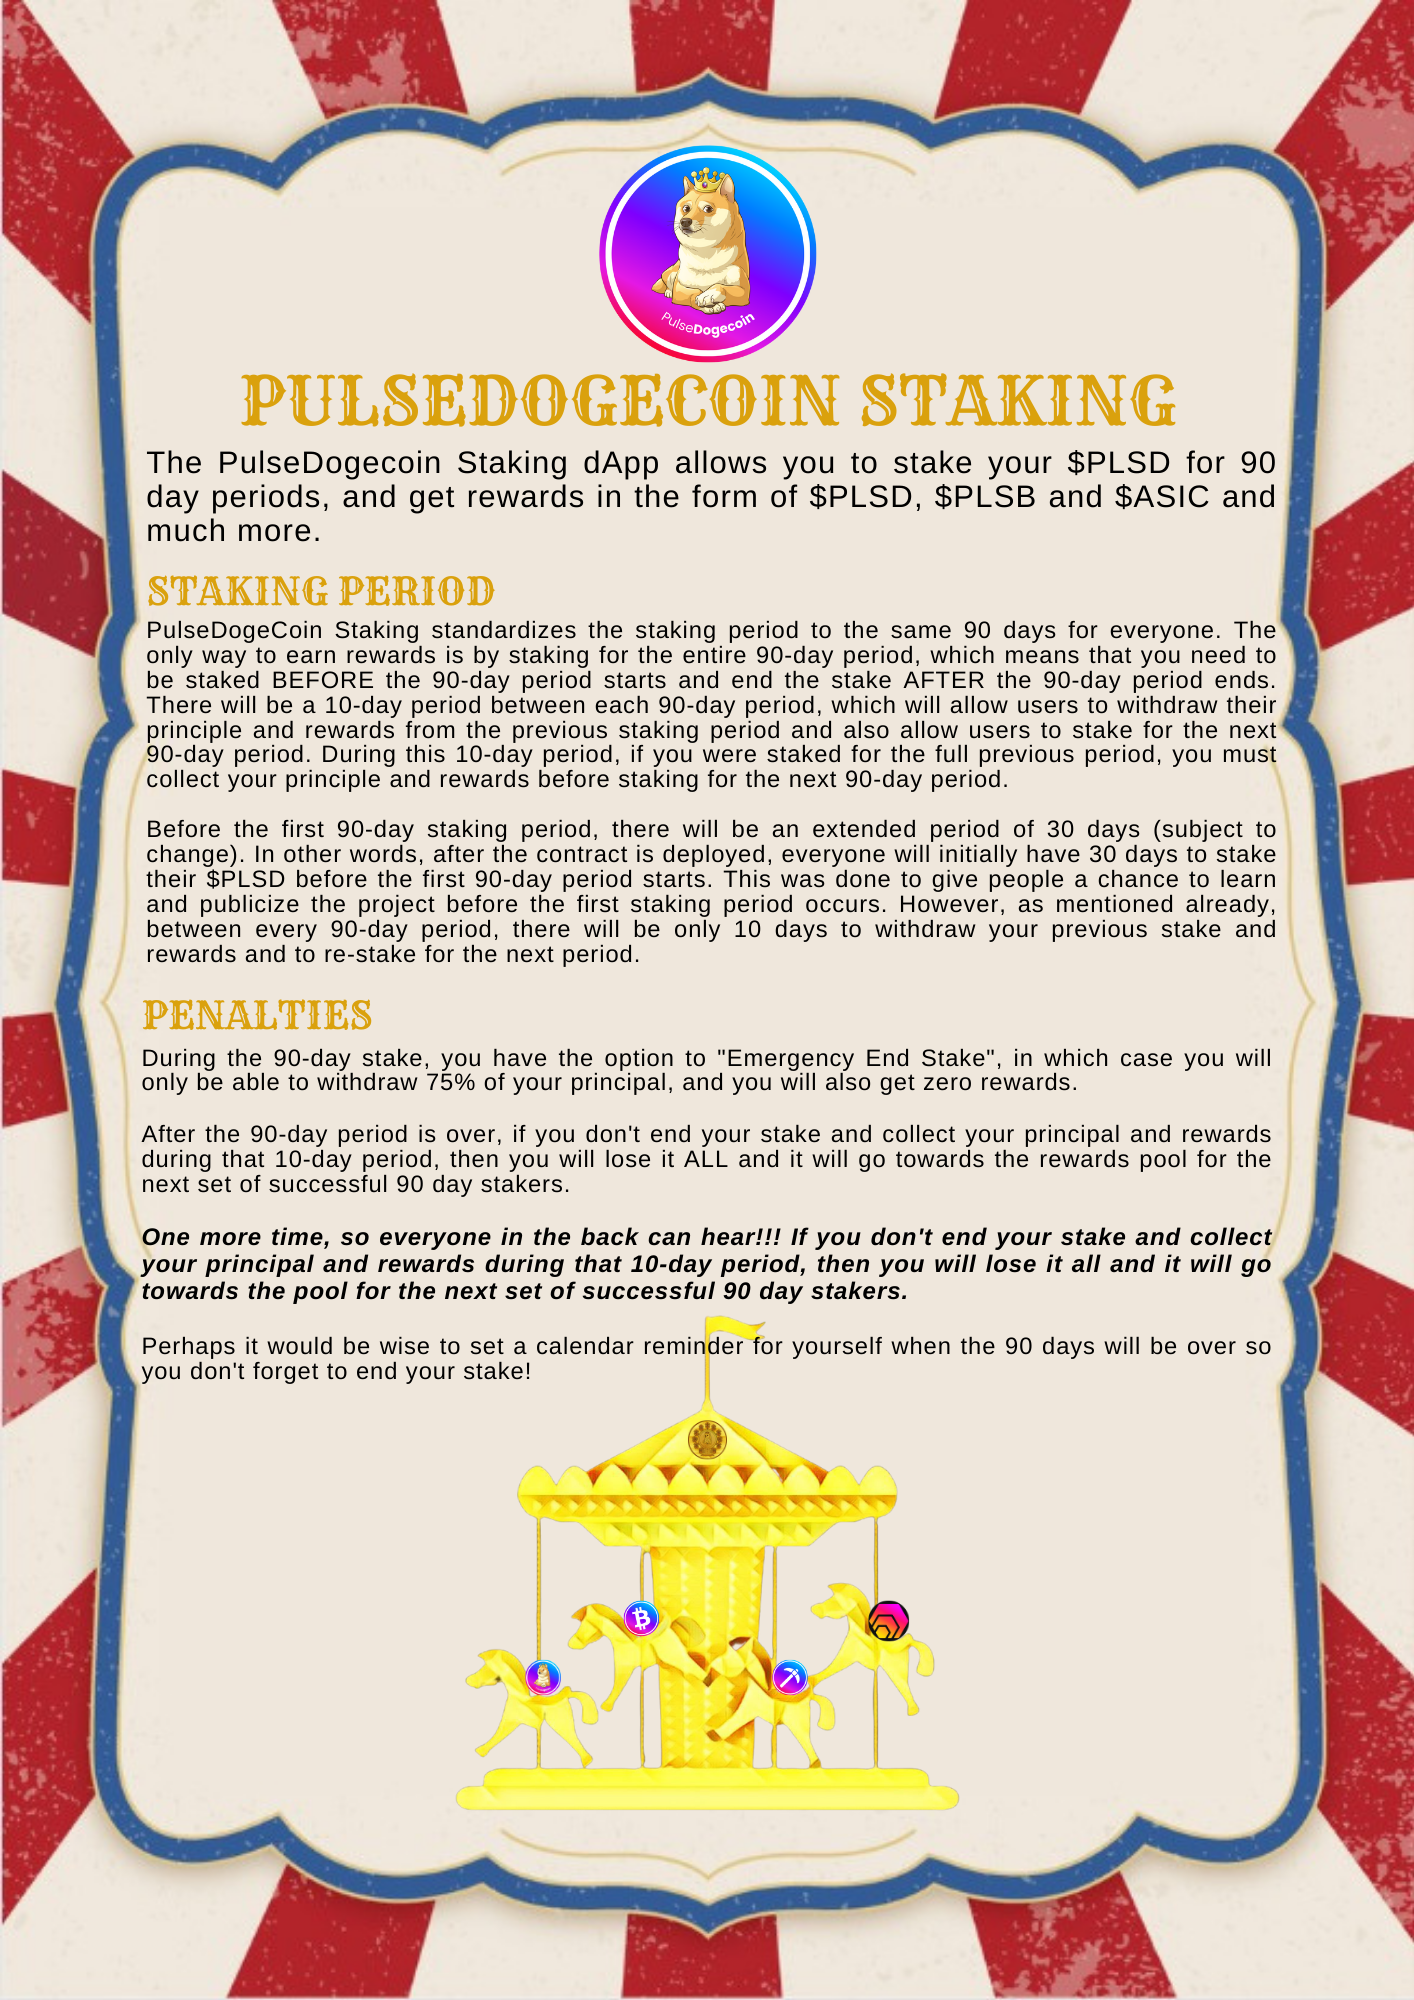 PulseDogecoin
PULSEDOGECOIN STAKING
The PulseDogecoin Staking dApp allows you to stake your $PLSD for 90
day periods, and get rewards in the form of $PLSD, $PLSB and $ASIC and
much more.
STAKING PERIOD
PulseDogeCoin Staking standardizes the staking period to the same 90 days for everyone. The
only way to earn rewards is by staking for the entire 90-day period, which means that you need to
be staked BEFORE the 90-day period starts and end the stake AFTER the 90-day period ends.
There will be a 10-day period between each 90-day period, which will allow users to withdraw their
principle and rewards from the previous staking period and also allow users to stake for the next
90-day period. During this 10-day period, if you were staked for the full previous period, you must
collect your principle and rewards before staking for the next 90-day period.
Before the first 90-day staking period, there will be an extended period of 30 days (subject to
change). In other words, after the contract is deployed, everyone will initially have 30 days to stake
their $PLSD before the first 90-day period starts. This was done to give people a chance to learn
and publicize the project before the first staking period occurs. However, as mentioned already,
between every 90-day period, there will be only 10 days to withdraw your previous stake and
rewards and to re-stake for the next period.
PENALTIES
During the 90-day stake, you have the option to "Emergency End Stake", in which case you will
only be able to withdraw 75% of your principal, and you will also get zero rewards.
After the 90-day period is over, if you don't end your stake and collect your principal and rewards
during that 10-day period, then you will lose it ALL and it will go towards the rewards pool for the
next set of successful 90 day stakers.
One more time, so everyone in the back can hear!!! If you don't end your stake and collect
your principal and rewards during that 10-day period, then you will lose it all and it will go
towards the pool for the next set of successful 90 day stakers.
Perhaps it would be wise to set a calendar reminder for yourself when the 90 days will be over so
you don't forget to end your stake!